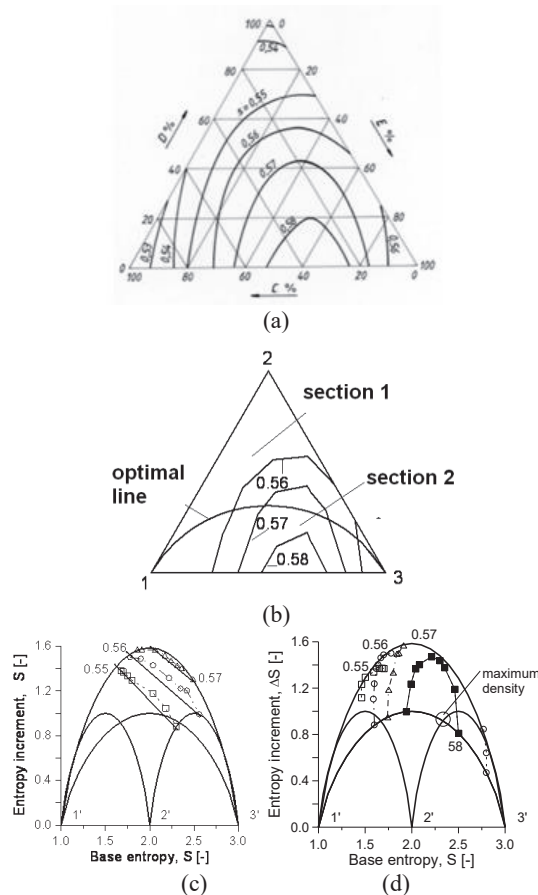 100 0
0,54
80 20
s=0,55
60 40
D % E %
0,56
40 60
0,57
20 80
0,58
0,53 0,54 0,56
0 100
100 80 60 40 20 0
C %
(a)
2
section 1
optimal
line
0.56
section 2
0.57
0.58
1 3
(b)
Entropy increment, S [-]
1.6
1.2
0.8
0.4
0.0
0.56
0.55
0.57
1' 2' 3'
1.0 1.5 2.0 2.5 3.0
Base entropy, S [-]
(c)
Entropy increment, ΔS [-]
1.6
1.2
0.8
0.4
0.0
0.57
0.56
0.55
maximum
density
58
1' 2' 3'
1.0 1.5 2.0 2.5 3.0
Base entropy, S [-]
(d)